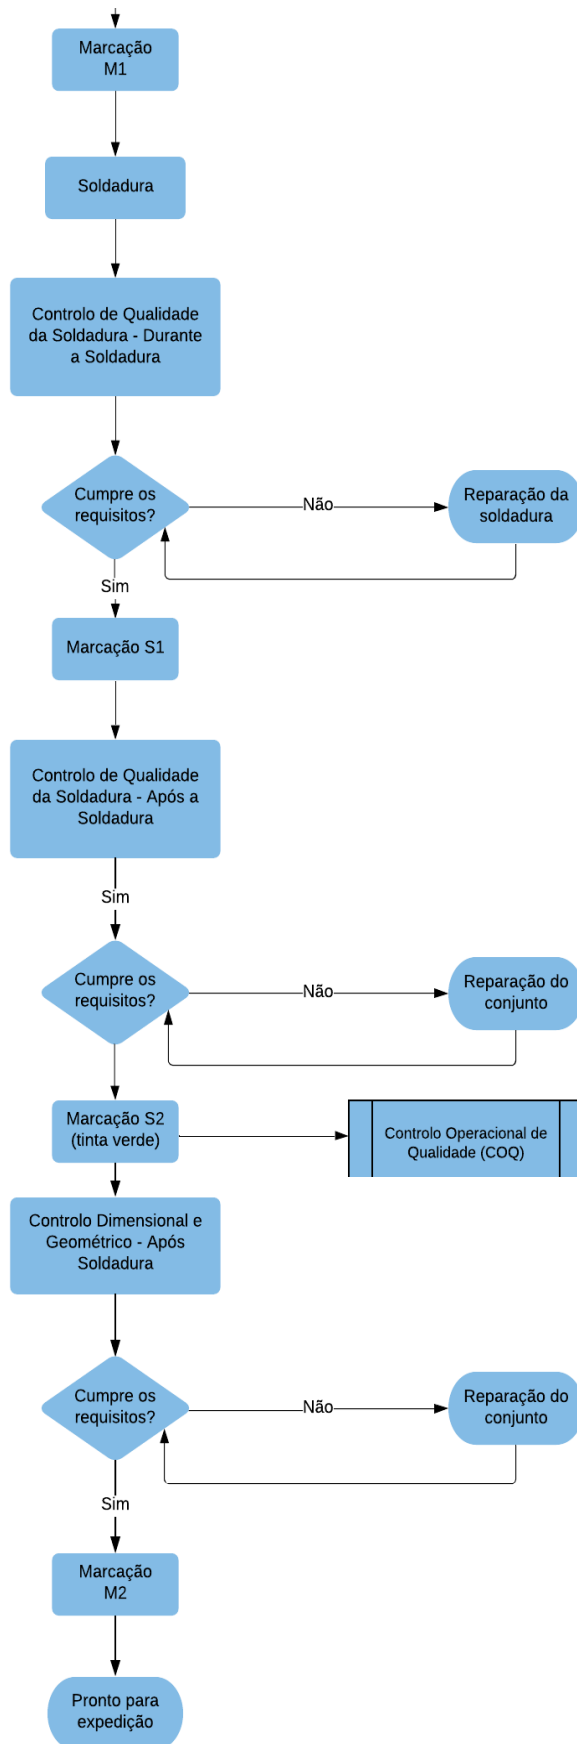 Marcação
M1
Soldadura
Controlo de Qualidade
da Soldadura - Durante
a Soldadura
Cumpre os
requisitos?
Não
Reparação da
soldadura
Sim
Marcação S1
Controlo de Qualidade
da Soldadura - Após a
Soldadura
Sim
Cumpre os
requisitos?
Não
Reparação do
conjunto
Marcação S2
(tinta verde)
Controlo Operacional de
Qualidade (COQ)
Controlo Dimensional e
Geométrico - Após
Soldadura
Cumpre os
requisitos?
Não
Reparação do
conjunto
Sim
Marcação
M2
Pronto para
expedição